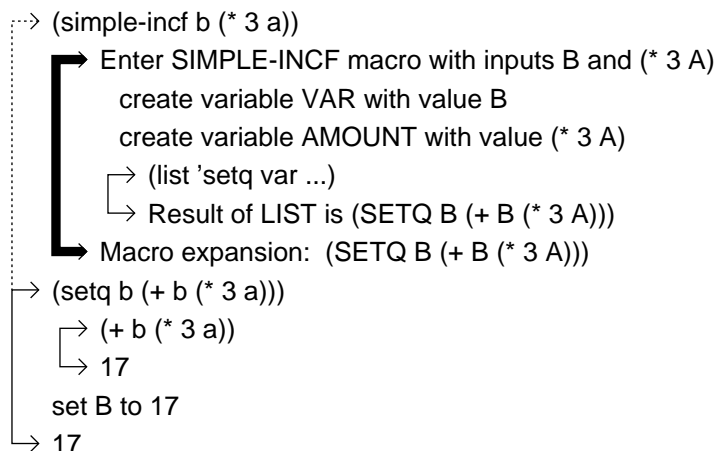 (simple-incf b (* 3 a))
Enter SIMPLE-INCF macro with inputs B and (* 3 A)
create variable VAR with value B
create variable AMOUNT with value (* 3 A)
(list 'setq var ...)
Result of LIST is (SETQ B (+ B (* 3 A)))
Macro expansion: (SETQ B (+ B (* 3 A)))
(setq b (+ b (* 3 a)))
(+ b (* 3 a))
17
set B to 17
17